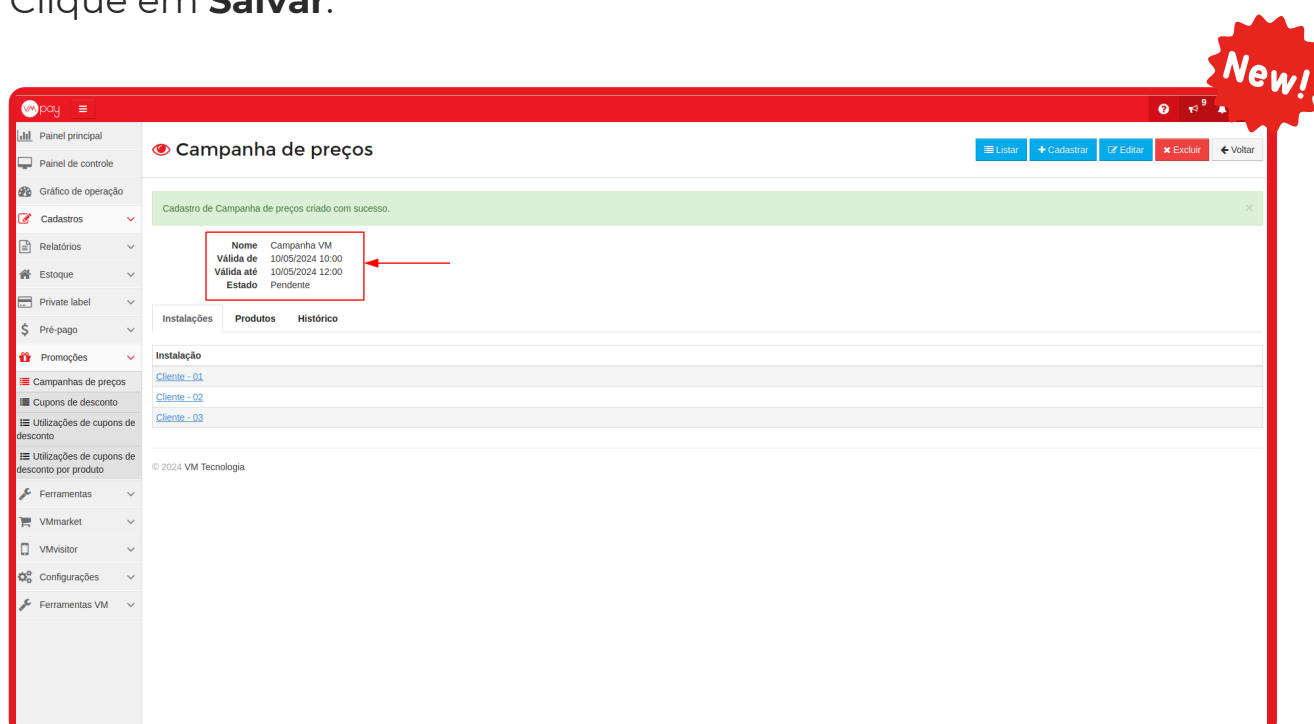 Clique em Salvar.
New!
VM pay
9
Painel principal
Painel de controle
Gráfico de operação
Cadastros
Relatórios
Estoque
Private label
Pré-pago
Promoções
Campanhas de preços
Cupons de desconto
Utilizações de cupons de
desconto
Utilizações de cupons de
desconto por produto
Ferramentas
VMmarket
VMvisitor
Configurações
Ferramentas VM
Campanha de preços
Listar
Cadastrar
Editar
Excluir
Voltar
Cadastro de Campanha de preços criado com sucesso.
Nome Campanha VM
Válida de 10/05/2024 10:00
Válida até 10/05/2024 12:00
Estado Pendente
Instalações Produtos Histórico
Instalação
Cliente - 01
Cliente - 02
Cliente - 03
© 2024 VM Tecnologia